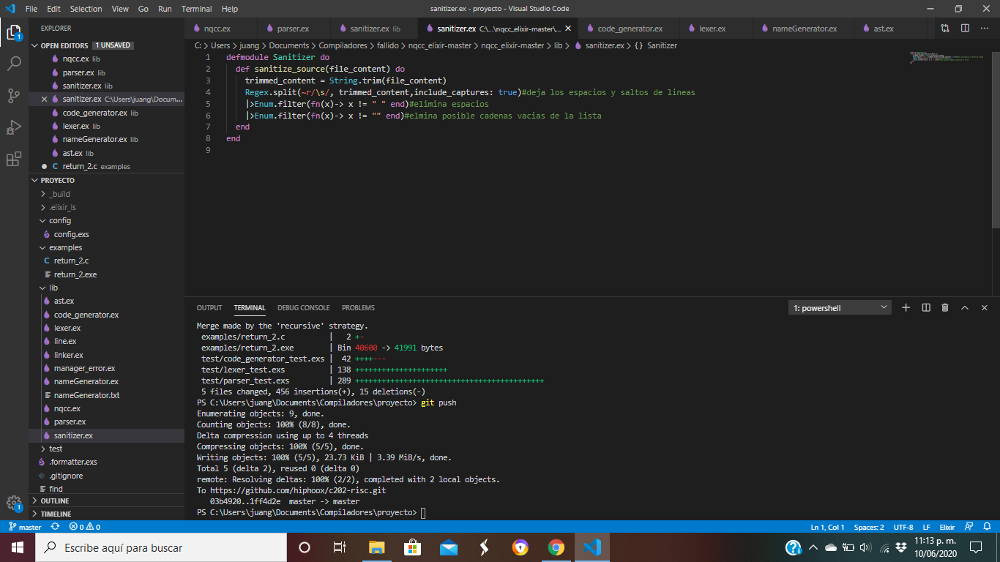 File Edit Selection View Go Run Terminal Help
sanitizer.ex - proyecto - Visual Studio Code
EXPLORER
OPEN EDITORS 1 UNSAVED
nqcc.ex lib
parser.ex lib
sanitizer.ex lib
sanitizer.ex C:\Users\juang\Docum...
code_generator.ex lib
lexer.ex lib
nameGenerator.ex lib
ast.ex lib
C return_2.c examples
PROYECTO
_build
.elixir_ls
config
config.exs
examples
C return_2.c
return_2.exe
lib
ast.ex
code_generator.ex
lexer.ex
line.ex
linker.ex
manager_error.ex
nameGenerator.ex
nameGenerator.txt
nqcc.ex
parser.ex
sanitizer.ex
test
.formatter.exs
.gitignore
find
OUTLINE
TIMELINE
1
1
nqcc.ex parser.ex sanitizer.ex lib sanitizer.ex C:\...\nqcc_elixir-master\... code_generator.ex lexer.ex nameGenerator.ex ast.ex
C: > Users > juang > Documents > Compiladores > fallido > nqcc_elixir-master > nqcc_elixir-master > lib > sanitizer.ex > {} Sanitizer
1 defmodule Sanitizer do
2 def sanitize_source(file_content) do
3 trimmed_content = String.trim(file_content)
4 Regex.split(~r/\s/, trimmed_content,include_captures: true)#deja los espacios y saltos de lineas
5 |>Enum.filter(fn(x)-> x != " " end)#elimina espacios
6 |>Enum.filter(fn(x)-> x != "" end)#elmina posible cadenas vacias de la lista
7 end
8 end
9
OUTPUT TERMINAL DEBUG CONSOLE PROBLEMS
1: powershell
Merge made by the 'recursive' strategy.
examples/return_2.c | 2 +-
examples/return_2.exe | Bin 40600 -> 41991 bytes
test/code_generator_test.exs | 42 ++++---
test/lexer_test.exs | 138 +++++++++++++++++++++
test/parser_test.exs | 289 +++++++++++++++++++++++++++++++++++++++++++
5 files changed, 456 insertions(+), 15 deletions(-)
PS C:\Users\juang\Documents\Compiladores\proyecto> git push
Enumerating objects: 9, done.
Counting objects: 100% (8/8), done.
Delta compression using up to 4 threads
Compressing objects: 100% (5/5), done.
Writing objects: 100% (5/5), 23.73 KiB | 3.39 MiB/s, done.
Total 5 (delta 2), reused 0 (delta 0)
remote: Resolving deltas: 100% (2/2), completed with 2 local objects.
To https://github.com/hiphoox/c202-risc.git
03b4920..1ff4d2e master -> master
PS C:\Users\juang\Documents\Compiladores\proyecto>
master 0 0 Ln 1, Col 1 Spaces: 2 UTF-8 LF Elixir
Escribe aquí para buscar
11:13 p. m.
10/06/2020